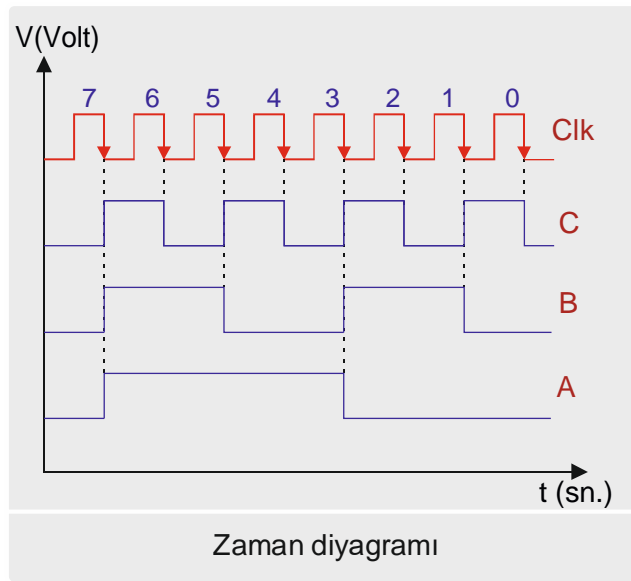 V(Volt)
7 6 5 4 3 2 1 0
Clk
C
B
A
t (sn.)
Zaman diyagramı